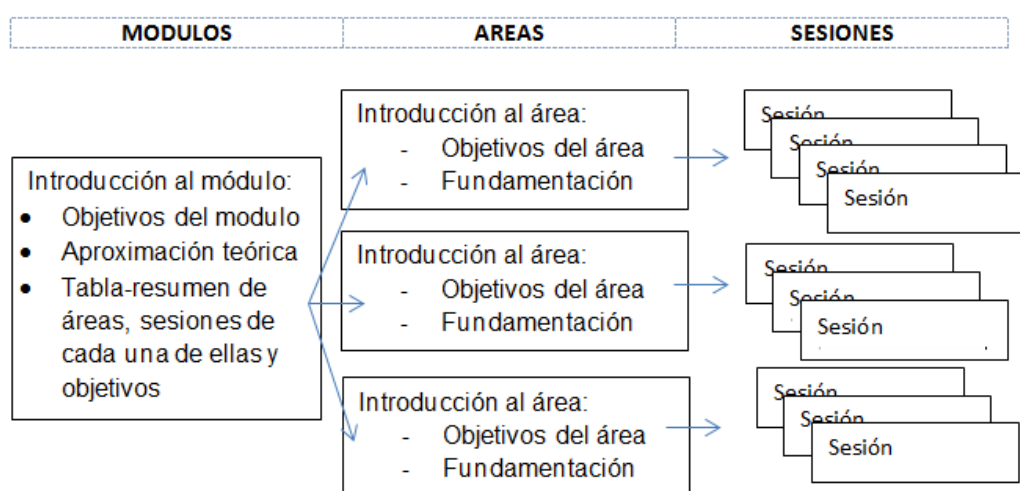 MODULOS
AREAS
SESIONES
Introducción al módulo:
• Objetivos del modulo
• Aproximación teórica
• Tabla-resumen de
áreas, sesiones de
cada una de ellas y
objetivos
Introducción al área:
- Objetivos del área
- Fundamentación
Sesión
Sesión
Sesión
Sesión
Introducción al área:
- Objetivos del área
- Fundamentación
Sesión
Sesión
Sesión
Introducción al área:
- Objetivos del área
- Fundamentación
Sesión
Sesión
Sesión